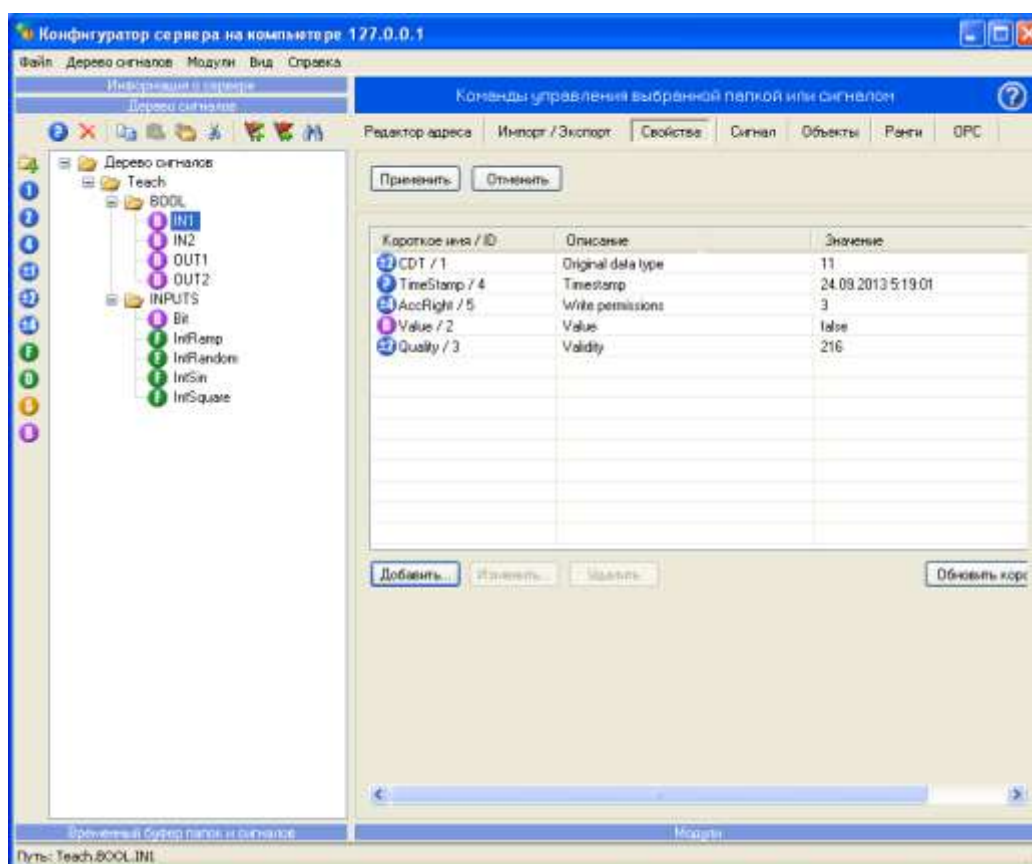 Конфигуратор сервера на компьютере 127.0.0.1
Файл Дерево сигналов Модули Вид Справка
Информация о сервере
Дерево сигналов
Команды управления выбранной папкой или сигналом
Редактор адреса Импорт / Экспорт Свойства Сигнал Объекты Ранги OPC
Дерево сигналов
Teach
BOOL
IN1
IN2
OUT1
OUT2
INPUTS
Bit
IntRamp
IntRandom
IntSin
IntSquare
Применить Отменить
Короткое имя / ID Описание Значение
CDT / 1 Original data type 11
TimeStamp / 4 Timestamp 24.09.2013 5:19:01
AccRight / 5 Write permissions 3
Value / 2 Value false
Quality / 3 Validity 216
Добавить... Изменить... Удалить Обновить
Временный буфер папок и сигналов
Модули
Путь: Teach.BOOL.IN1